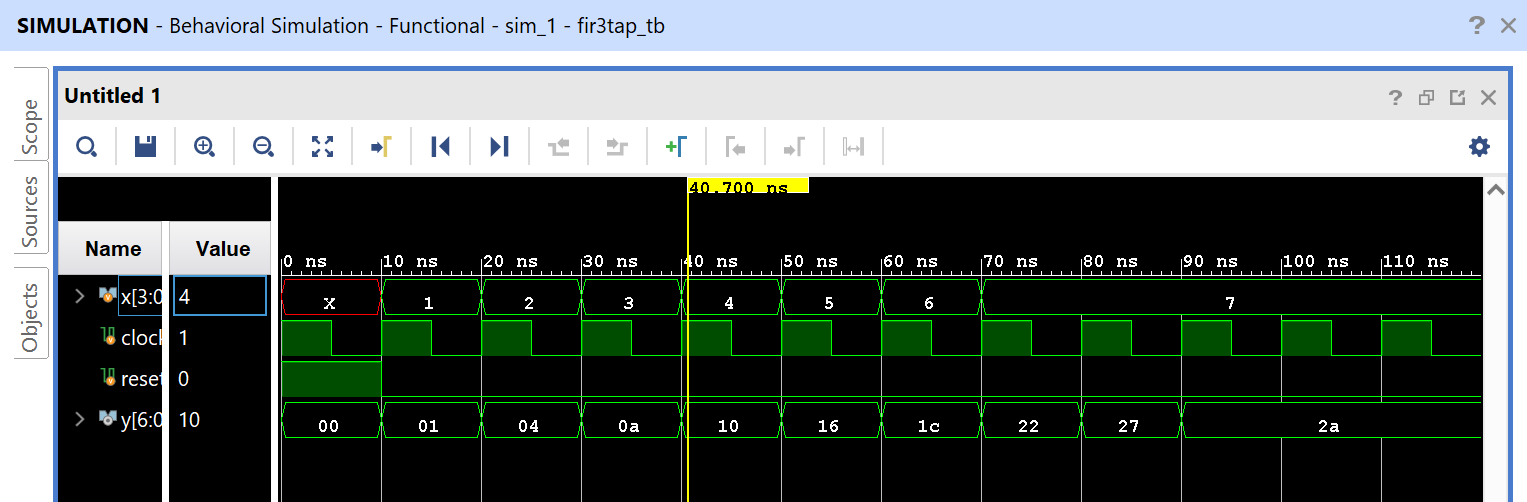 SIMULATION - Behavioral Simulation - Functional - sim_1 - fir3tap_tb
Scope
Sources
Objects
Untitled 1
40.700 ns
Name Value
0 ns 10 ns 20 ns 30 ns 40 ns 50 ns 60 ns 70 ns 80 ns 90 ns 100 ns 110 ns
x[3:0 4 X 1 2 3 4 5 6 7
clock 1
reset 0
y[6:0 10 00 01 04 0a 10 16 1c 22 27 2a